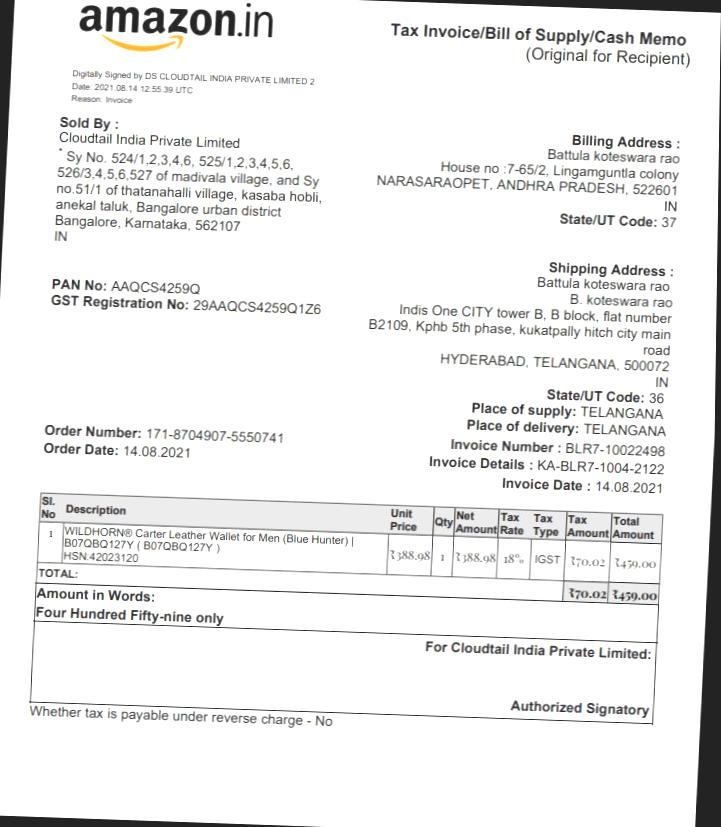 amazon.in
Tax Invoice/Bill of Supply/Cash Memo
(Original for Recipient)
Digitally Signed by DS CLOUDTAIL INDIA PRIVATE LIMITED 2
Date: 2021.08.14 12:55:39 UTC
Reason: Invoice
Sold By :
Cloudtail India Private Limited
* Sy No. 524/1,2,3,4,6, 525/1,2,3,4,5,6,
526/3,4,5,6,527 of madivala village, and Sy
no.51/1 of thatanahalli village, kasaba hobli,
anekal taluk, Bangalore urban district
Bangalore, Karnataka, 562107
IN
Billing Address :
Battula koteswara rao
House no :7-65/2, Lingamguntla colony
NARASARAOPET, ANDHRA PRADESH, 522601
IN
State/UT Code: 37
PAN No: AAQCS4259Q
GST Registration No: 29AAQCS4259Q1Z6
Shipping Address :
Battula koteswara rao
B. koteswara rao
Indis One CITY tower B, B block, flat number
B2109, Kphb 5th phase, kukatpally hitch city main
road
HYDERABAD, TELANGANA, 500072
IN
State/UT Code: 36
Place of supply: TELANGANA
Place of delivery: TELANGANA
Order Number: 171-8704907-5550741
Order Date: 14.08.2021
Invoice Number : BLR7-10022498
Invoice Details : KA-BLR7-1004-2122
Invoice Date : 14.08.2021
Sl. No Description Unit Price Qty Net Amount Tax Rate Tax Type Tax Amount Total Amount
1 WILDHORN® Carter Leather Wallet for Men (Blue Hunter) | ₹388.98 1 ₹388.98 18% IGST ₹70.02 ₹459.00
B07QBQ127Y ( B07QBQ127Y )
HSN:42023120
TOTAL: ₹70.02 ₹459.00
Amount in Words:
Four Hundred Fifty-nine only
For Cloudtail India Private Limited:
Authorized Signatory
Whether tax is payable under reverse charge - No